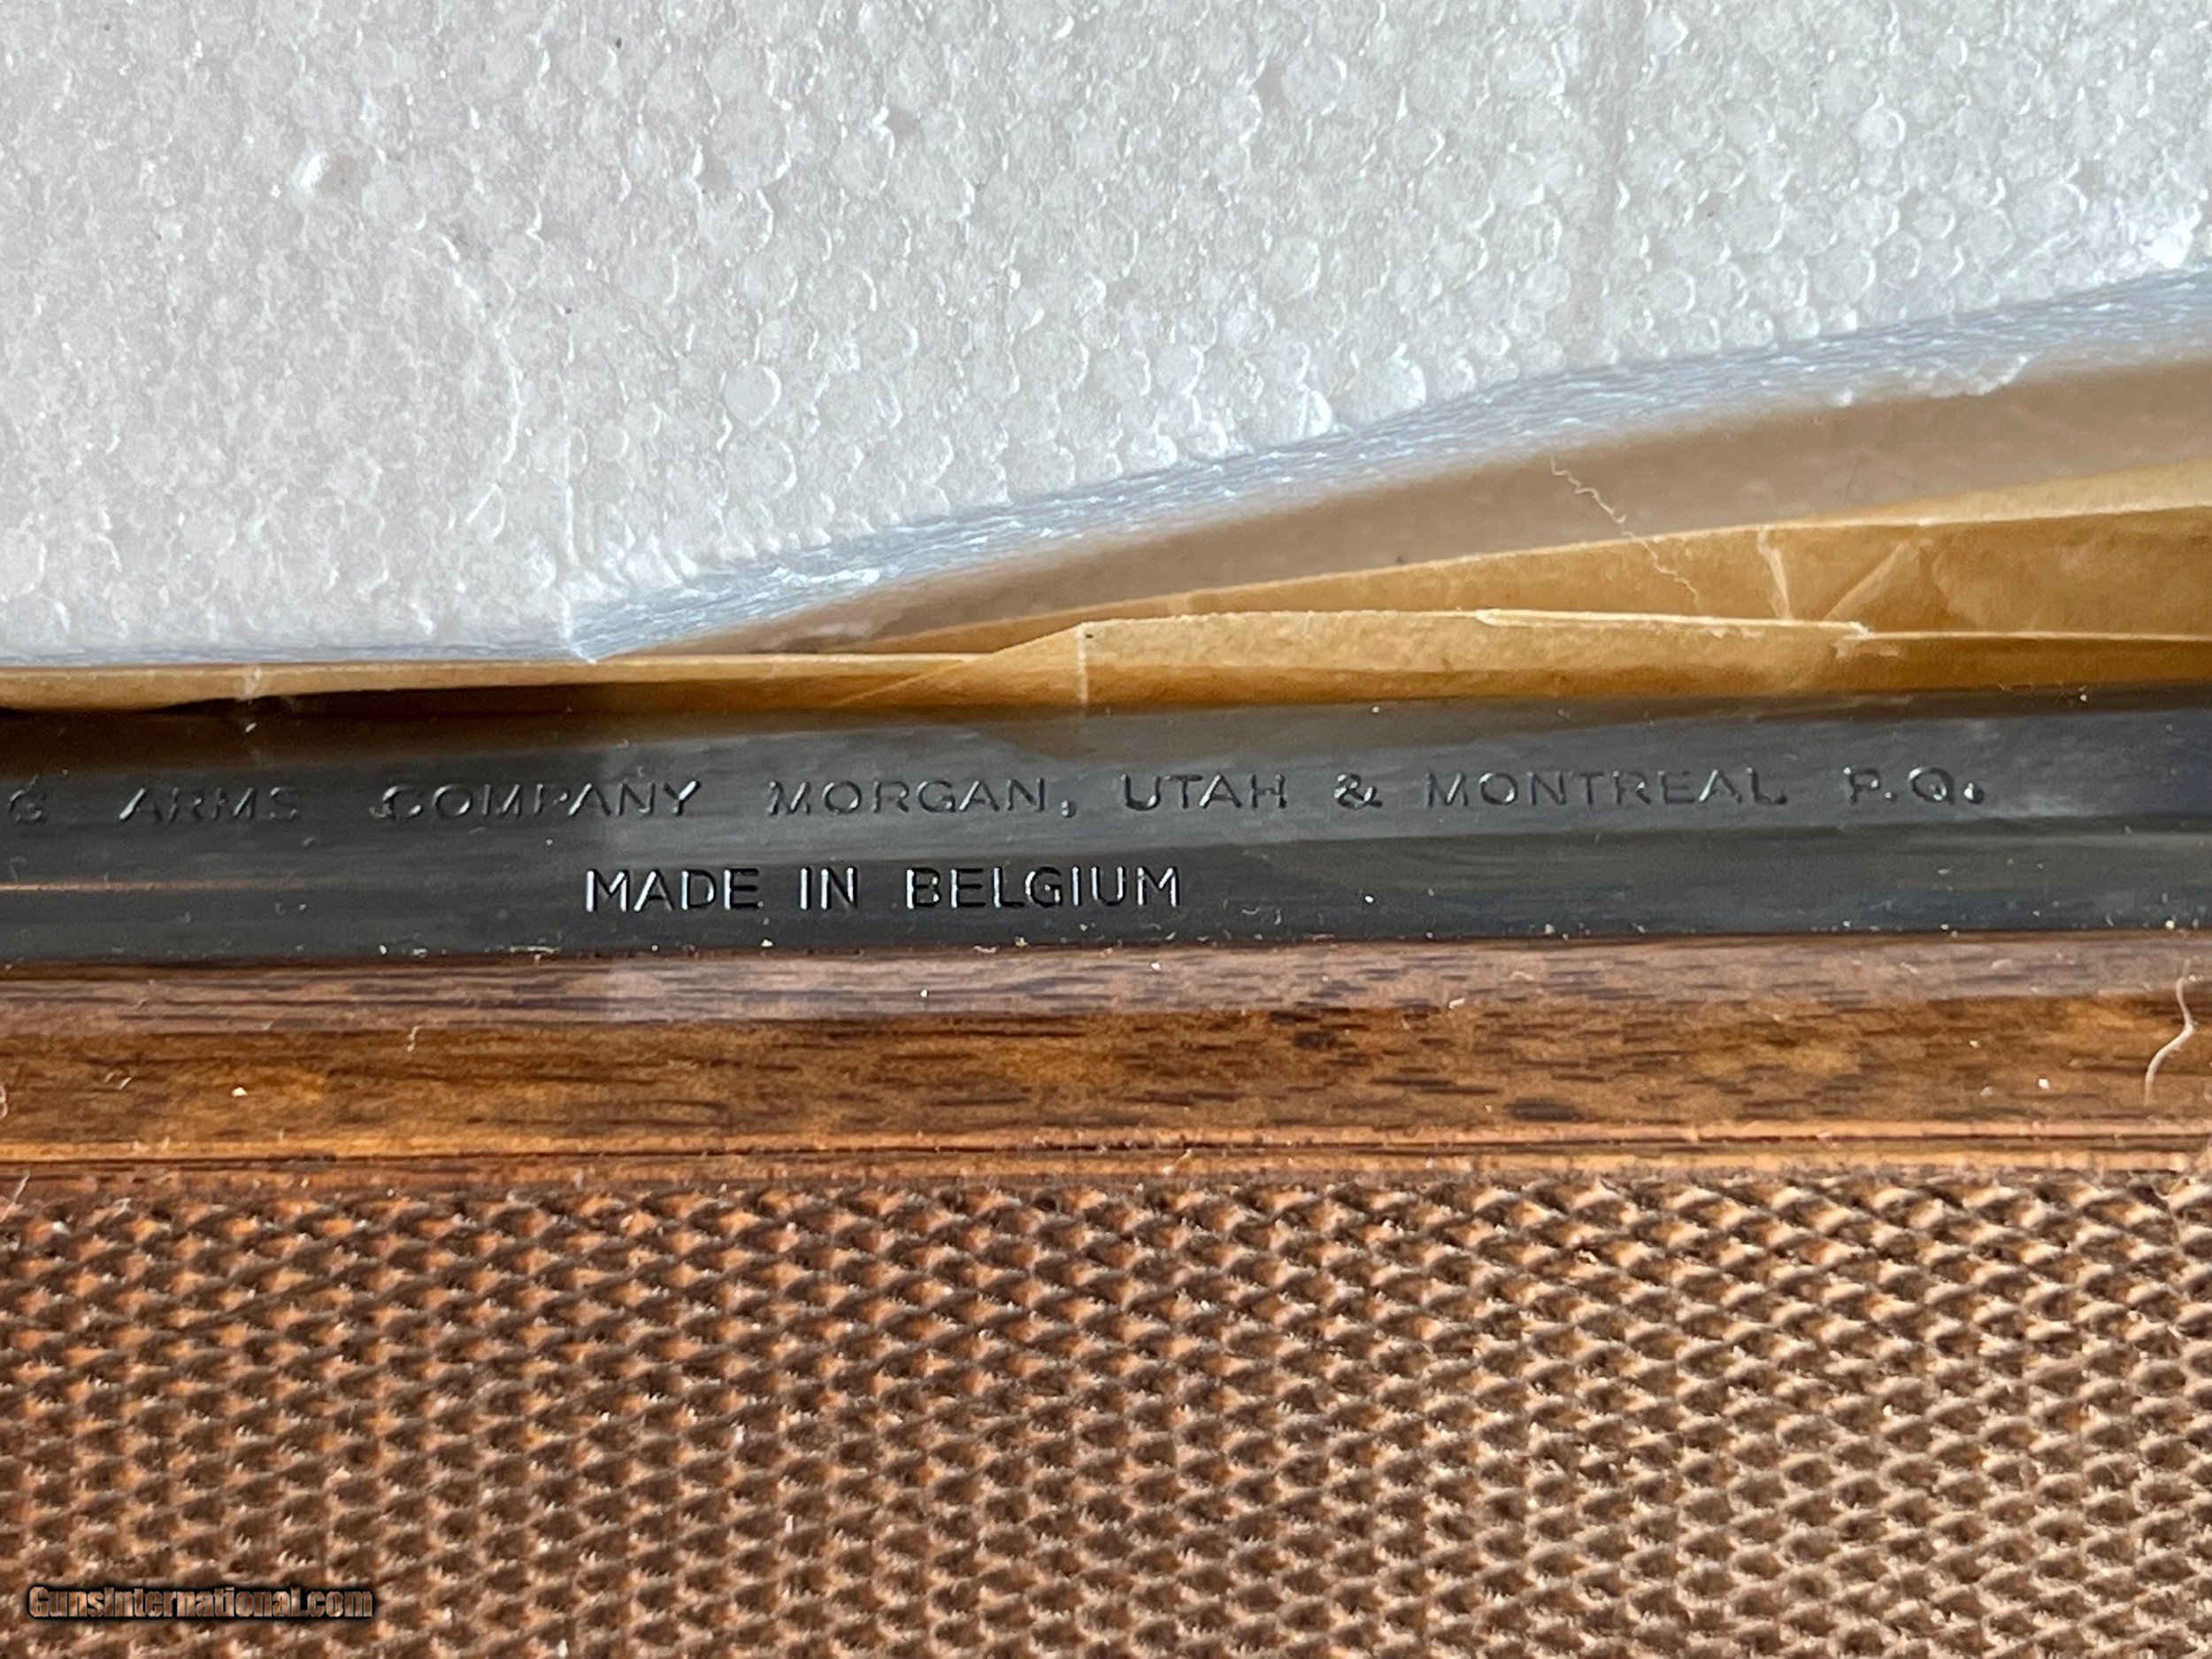 G ARMS COMPANY MORGAN, UTAH & MONTREAL P.Q.
MADE IN BELGIUM
GunsInternational.com